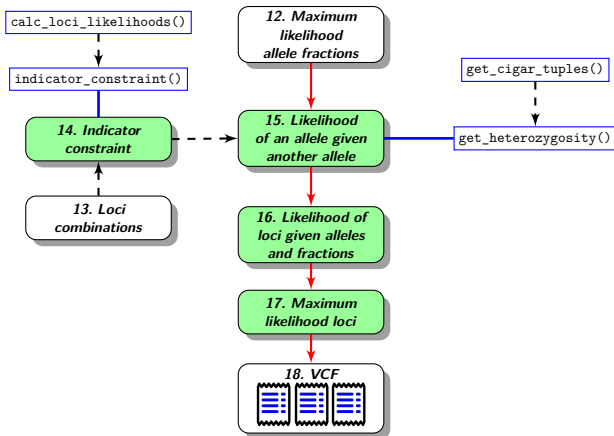 calc_loci_likelihoods()
indicator_constraint()
14. Indicator
constraint
13. Loci
combinations
12. Maximum
likelihood
allele fractions
15. Likelihood
of an allele given
another allele
16. Likelihood of
loci given alleles
and fractions
17. Maximum
likelihood loci
18. VCF
get_cigar_tuples()
get_heterozygosity()